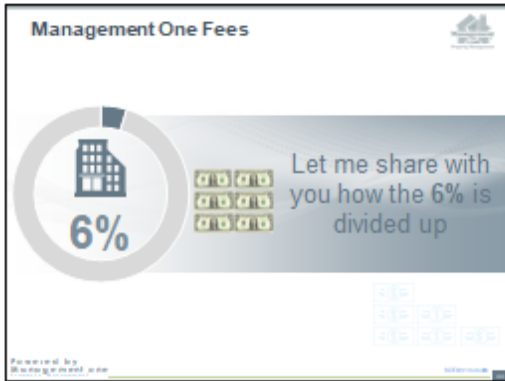 Management One Fees
Management
6%
Let me share with
you how the 6% is
divided up
Powered by
Management one